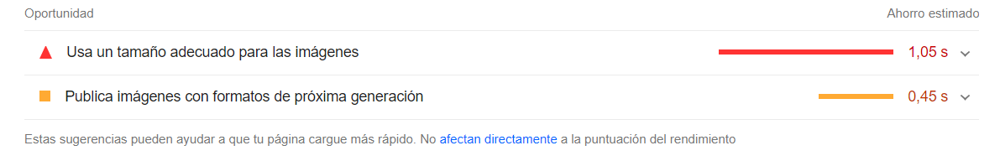 Oportunidad Ahorro estimado
Usa un tamaño adecuado para las imágenes 1,05 s
Publica imágenes con formatos de próxima generación 0,45 s
Estas sugerencias pueden ayudar a que tu página cargue más rápido. No afectan directamente a la puntuación del rendimiento